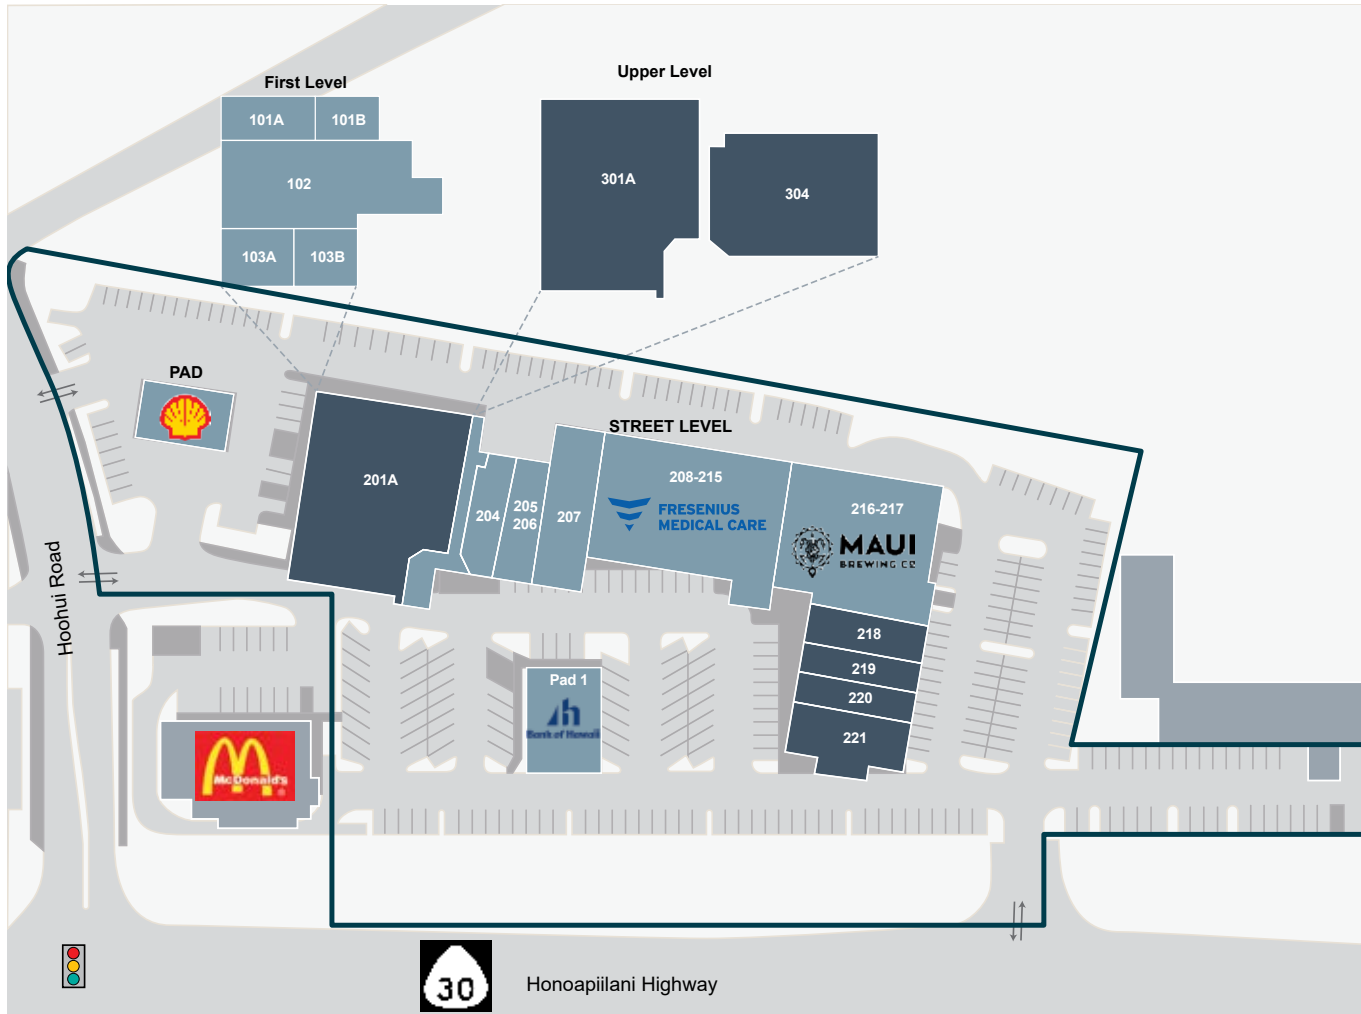 First Level
Upper Level
101A
101B
102
103A
103B
301A
304
PAD
STREET LEVEL
201A
204
205
206
207
208-215
FRESENIUS
MEDICAL CARE
216-217
MAUI
BREWING CO
218
219
220
221
Pad 1
Bank of Hawaii
McDonald's
Hoohui Road
30
Honoapiilani Highway